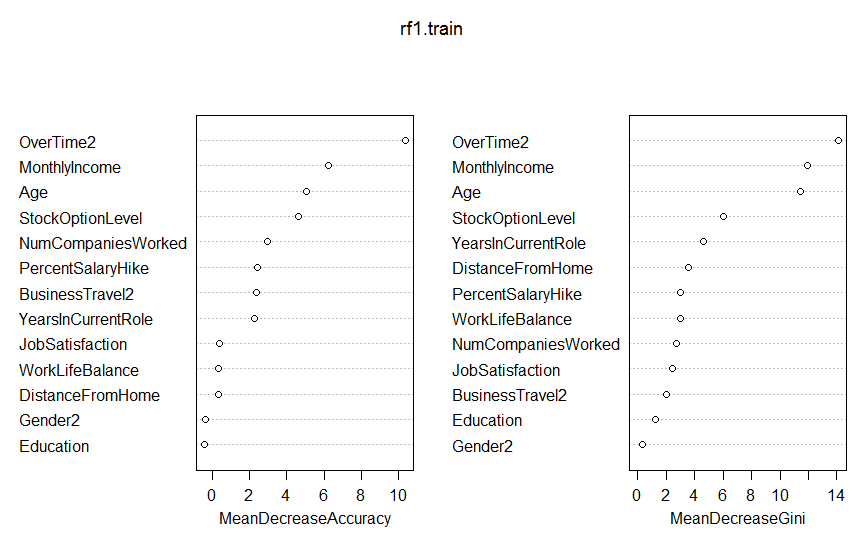 rf1.train
OverTime2
MonthlyIncome
Age
StockOptionLevel
NumCompaniesWorked
PercentSalaryHike
BusinessTravel2
YearsInCurrentRole
JobSatisfaction
WorkLifeBalance
DistanceFromHome
Gender2
Education
0 2 4 6 8 10
MeanDecreaseAccuracy
OverTime2
MonthlyIncome
Age
StockOptionLevel
YearsInCurrentRole
DistanceFromHome
PercentSalaryHike
WorkLifeBalance
NumCompaniesWorked
JobSatisfaction
BusinessTravel2
Education
Gender2
0 2 4 6 8 10 14
MeanDecreaseGini